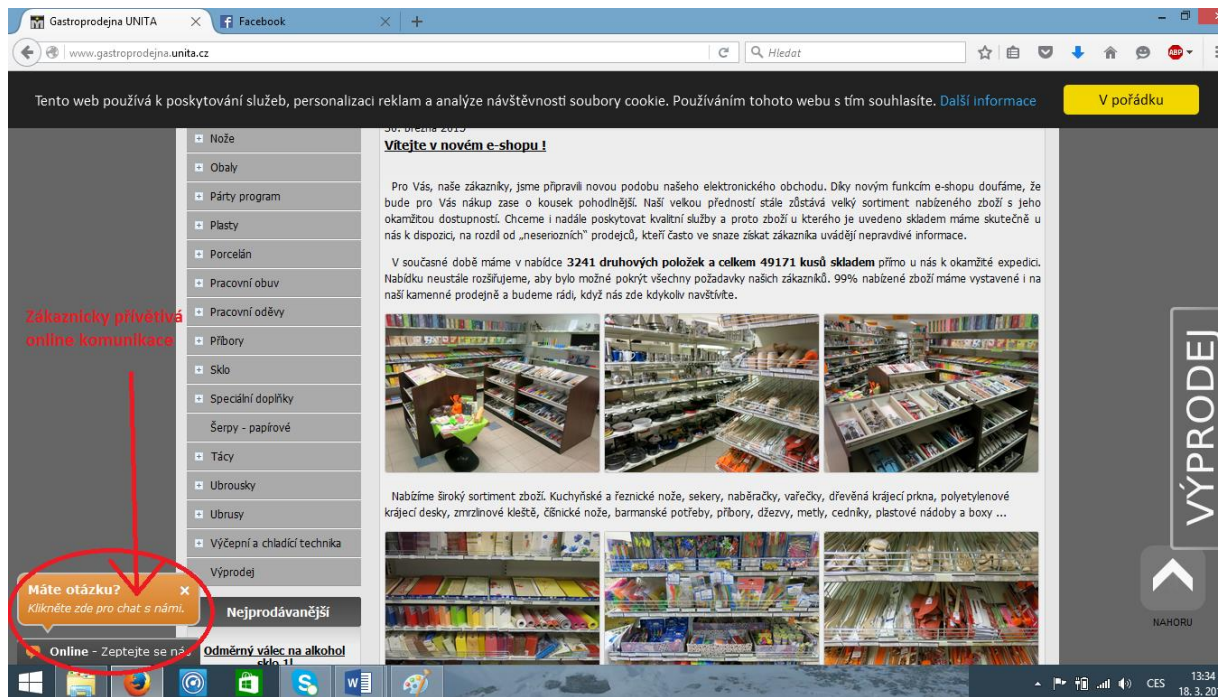 Gastroprodejna UNITA
Facebook
www.gastroprodejna.unita.cz
Hledat
ABP
Tento web používá k poskytování služeb, personalizaci reklam a analýze návštěvnosti soubory cookie. Používáním tohoto webu s tím souhlasíte. Další informace
V pořádku
Nože
Obaly
Párty program
Plasty
Porcelán
Pracovní obuv
Pracovní oděvy
Příbory
Sklo
Speciální doplňky
Šerpy - papírové
Tácy
Ubrousky
Ubrusy
Výčepní a chladící technika
Výprodej
Nejprodávanější
Odměrný válec na alkohol
sklo 1l
30. března 2015
Vítejte v novém e-shopu !
Pro Vás, naše zákazníky, jsme připravili novou podobu našeho elektronického obchodu. Díky novým funkcím e-shopu doufáme, že
bude pro Vás nákup zase o kousek pohodlnější. Naší velkou předností stále zůstává velký sortiment nabízeného zboží s jeho
okamžitou dostupností. Chceme i nadále poskytovat kvalitní služby a proto zboží u kterého je uvedeno skladem máme skutečně u
nás k dispozici, na rozdíl od „neseriozních“ prodejců, kteří často ve snaze získat zákazníka uvádějí nepravdivé informace.
V současné době máme v nabídce 3241 druhových položek a celkem 49171 kusů skladem přímo u nás k okamžité expedici.
Nabídku neustále rozšiřujeme, aby bylo možné pokrýt všechny požadavky našich zákazníků. 99% nabízené zboží máme vystavené i na
naší kamenné prodejně a budeme rádi, když nás zde kdykoliv navštívíte.
Nabízíme široký sortiment zboží. Kuchyňské a řeznické nože, sekery, naběračky, vařečky, dřevěná krájecí prkna, polyetylenové
krájecí desky, zmrzlinové kleště, číšnické nože, barmanské potřeby, příbory, džezvy, metly, cedníky, plastové nádoby a boxy ...
Zákaznicky přívětivá
online komunikace
Máte otázku?
Klikněte zde pro chat s námi.
Online - Zeptejte se
VÝPRODEJ
NAHORU
CES
13:34
18. 3. 20